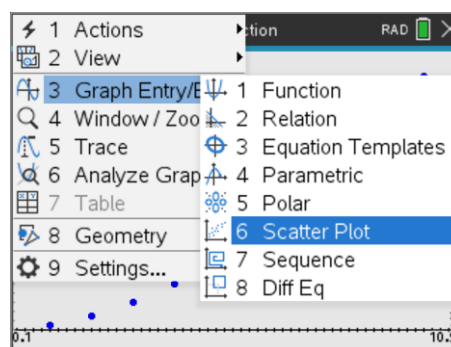 1 Actions
ction RAD
2 View
3 Graph Entry/E
4 Window / Zoo
5 Trace
6 Analyze Grap
7 Table
8 Geometry
9 Settings...
1 Function
2 Relation
3 Equation Templates
4 Parametric
5 Polar
6 Scatter Plot
7 Sequence
8 Diff Eq
0.1